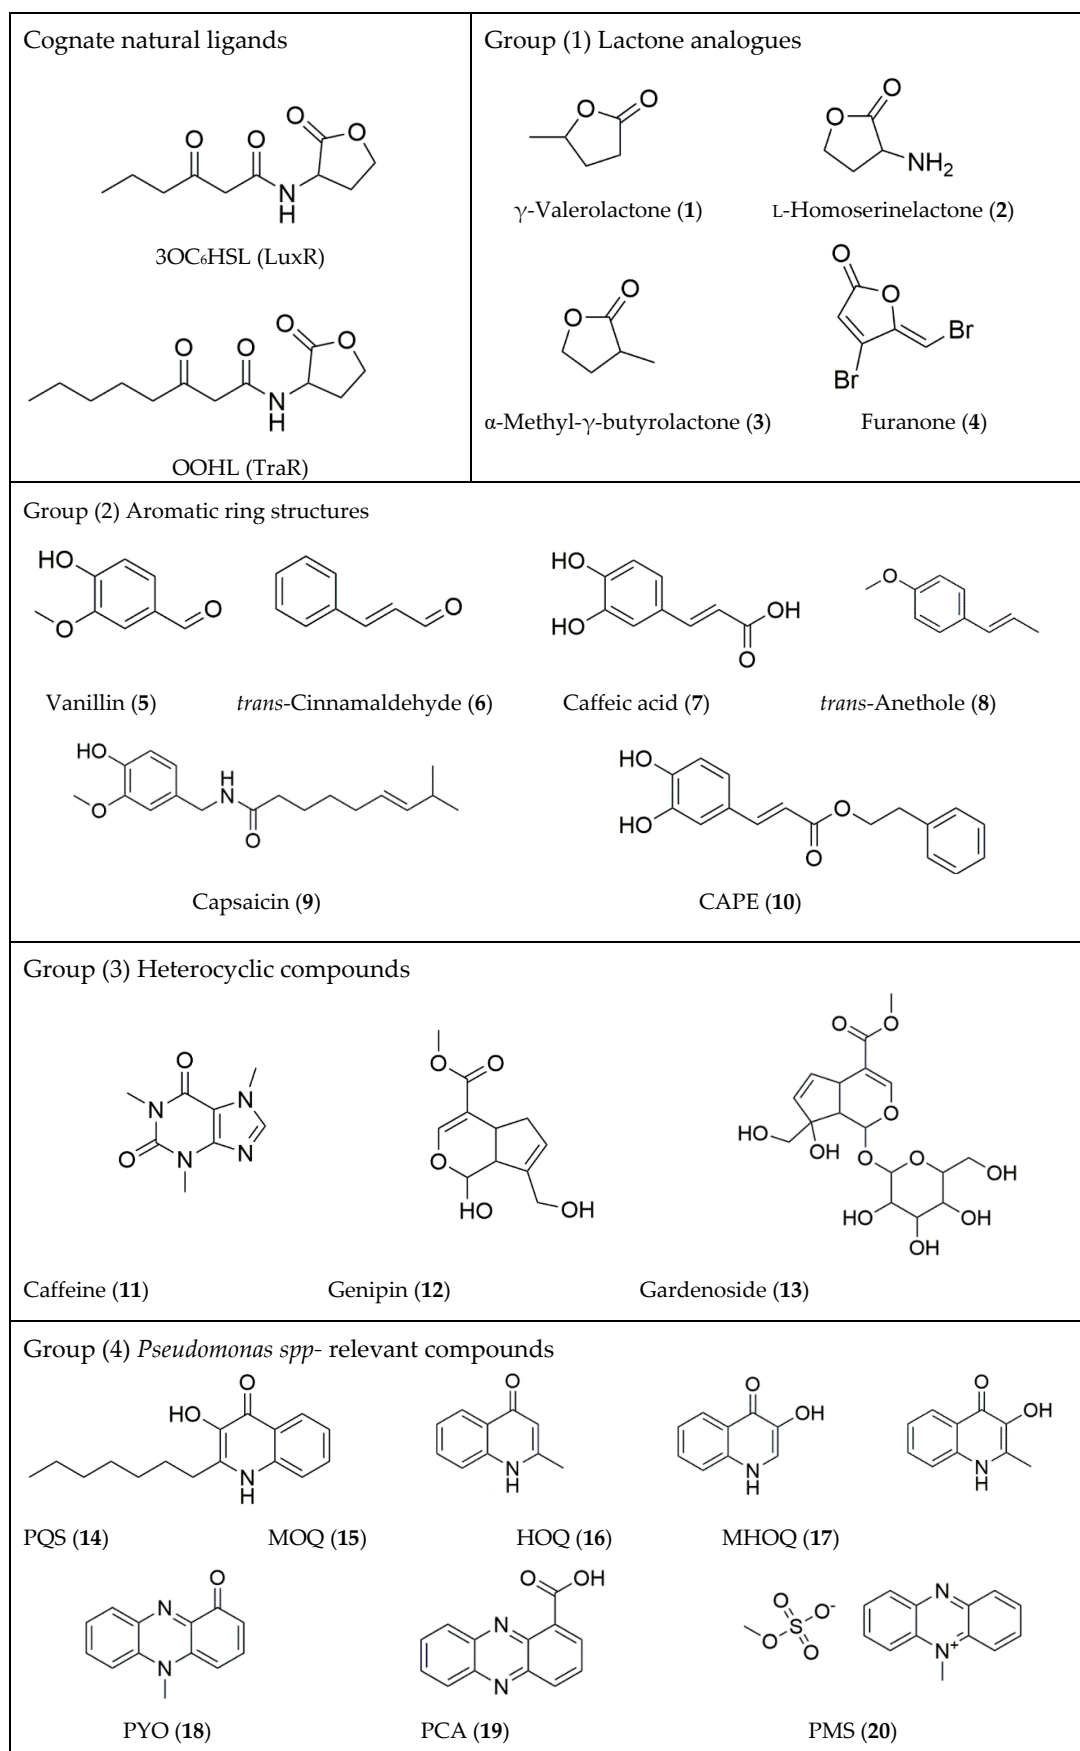 Cognate natural ligands
Group (1) Lactone analogues
O
O
O
O
N
H
3OC₆HSL (LuxR)
O
O
O
O
N
H
OOHL (TraR)
O
O
γ-Valerolactone (1)
O
O
NH₂
L-Homoserinelactone (2)
O
O
α-Methyl-γ-butyrolactone (3)
O
O
Br
Br
Furanone (4)
Group (2) Aromatic ring structures
HO
O
O
Vanillin (5)
O
trans-Cinnamaldehyde (6)
HO
HO
OH
O
Caffeic acid (7)
O
trans-Anethole (8)
HO
O
H
N
O
Capsaicin (9)
HO
HO
O
O
CAPE (10)
Group (3) Heterocyclic compounds
O
N
N
O
N
N
Caffeine (11)
O
O
O
HO
OH
Genipin (12)
O
O
O
HO
OH
O
O
OH
HO
OH
OH
Gardenoside (13)
Group (4) Pseudomonas spp- relevant compounds
O
HO
N
H
PQS (14)
O
N
H
MOQ (15)
O
OH
N
H
HOQ (16)
O
OH
N
H
MHOQ (17)
O
N
N
PYO (18)
O
OH
N
N
PCA (19)
O
O⁻
S
O
O
N
N⁺
PMS (20)